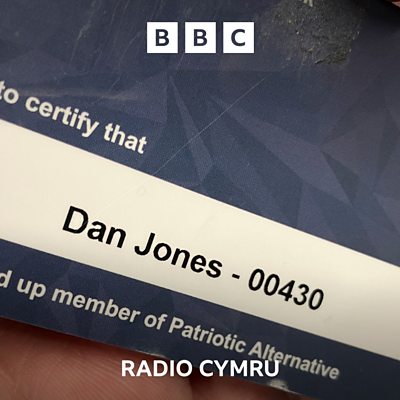 BBC
to certify that
Dan Jones - 00430
d up member of Patriotic Alternative
RADIO CYMRU